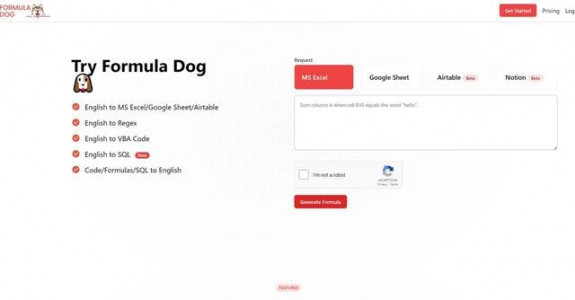 FORMULA
DOG
Get Started
Pricing
Log
Try Formula Dog
English to MS Excel/Google Sheet/Airtable
English to Regex
English to VBA Code
English to SQL New
Code/Formulas/SQL to English
Request
MS Excel
Google Sheet
Airtable Beta
Notion Beta
Sum columns A when cell B10 equals the word "hello".
I'm not a robot
reCAPTCHA
Privacy - Terms
Generate Formula
FEATURES